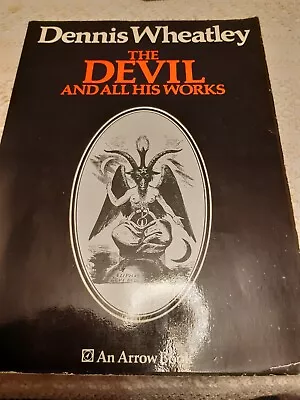 Dennis Wheatley
THE
DEVIL
AND ALL HIS WORKS
An Arrow Book